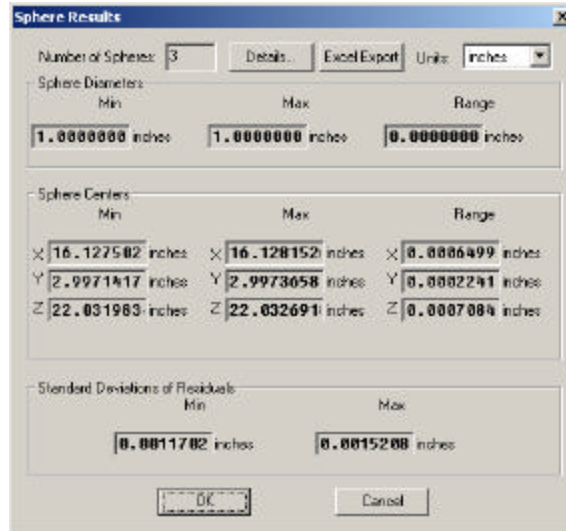 Sphere Results
Number of Spheres: 3 Details... Excel Export Units: inches
Sphere Diameters
Min Max Range
1.0000000 inches 1.0000000 inches 0.0000000 inches
Sphere Centers
Min Max Range
X 16.127502 inches X 16.128152 inches X 0.0006499 inches
Y 2.9971417 inches Y 2.9973658 inches Y 0.0002241 inches
Z 22.031983 inches Z 22.032691 inches Z 0.0007084 inches
Standard Deviations of Residuals
Min Max
0.0011702 inches 0.0015208 inches
OK Cancel